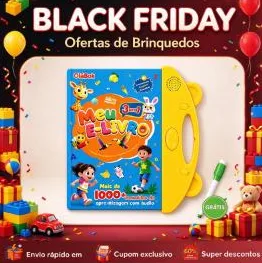 BLACK FRIDAY
Ofertas de Brinquedos
Meu
E-LIVRO
Mais de
1000
aprendizagem com áudio
GRÁTIS
Envio rápido em
Cupom exclusivo
60%
Super descontos